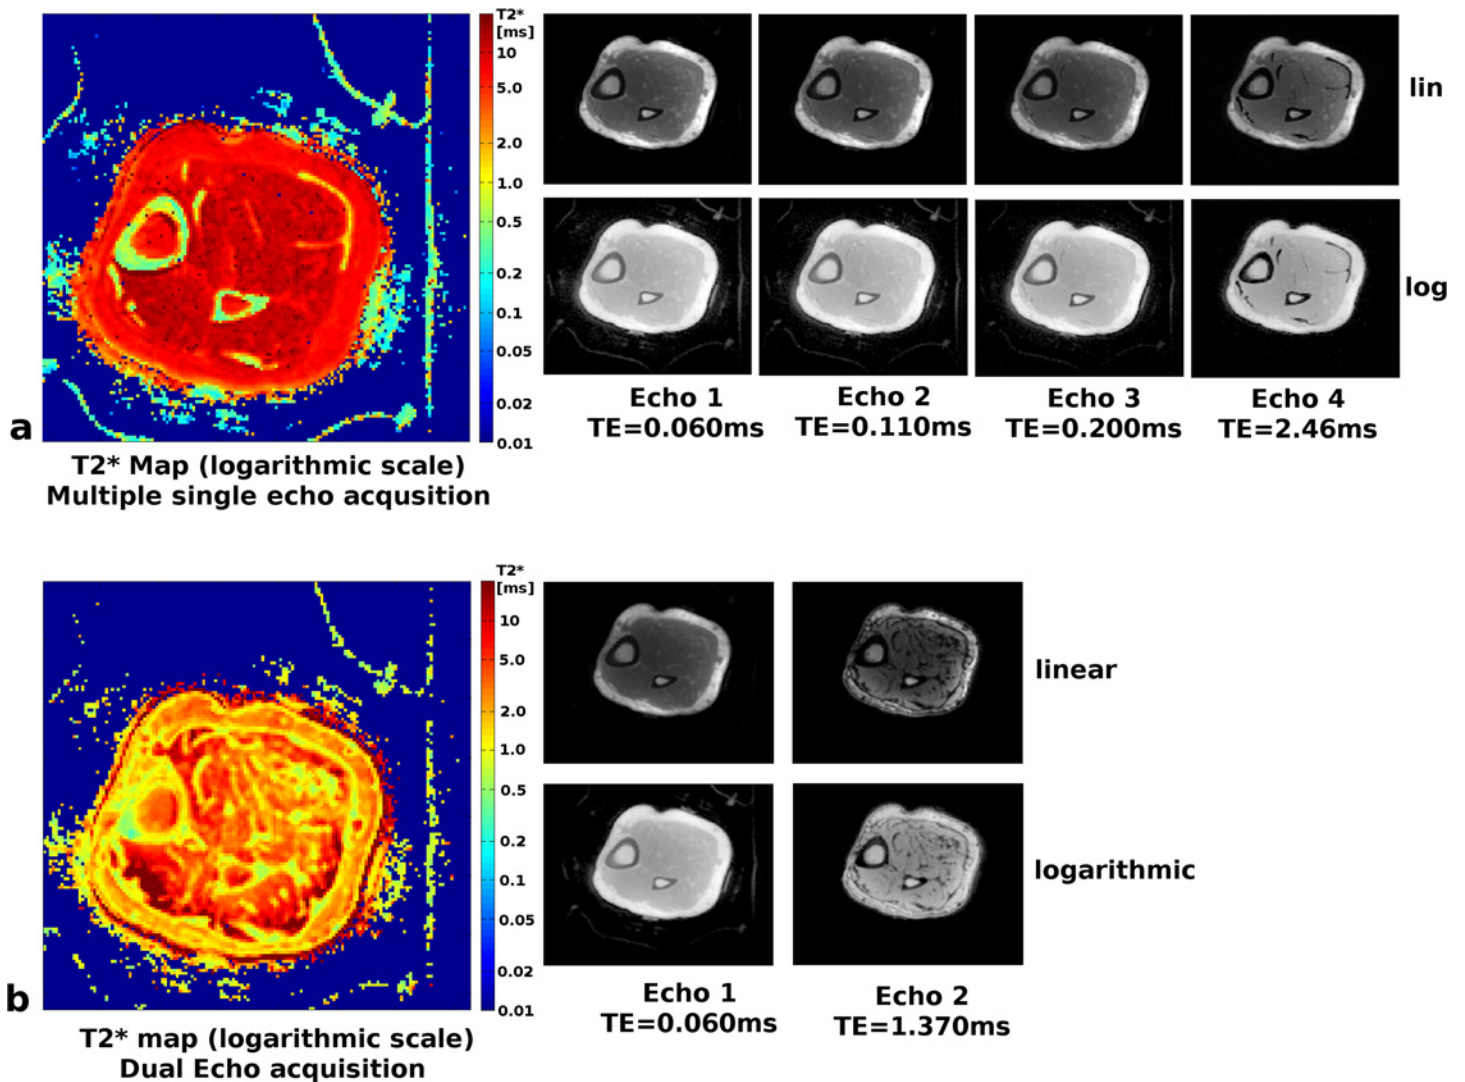 T2*
[ms]
10
5.0
2.0
1.0
0.5
0.2
0.1
0.05
0.02
0.01
lin
log
Echo 1
TE=0.060ms
Echo 2
TE=0.110ms
Echo 3
TE=0.200ms
Echo 4
TE=2.46ms
a
T2* Map (logarithmic scale)
Multiple single echo acqusition
T2*
[ms]
10
5.0
2.0
1.0
0.5
0.2
0.1
0.05
0.02
0.01
linear
logarithmic
Echo 1
TE=0.060ms
Echo 2
TE=1.370ms
b
T2* map (logarithmic scale)
Dual Echo acquisition